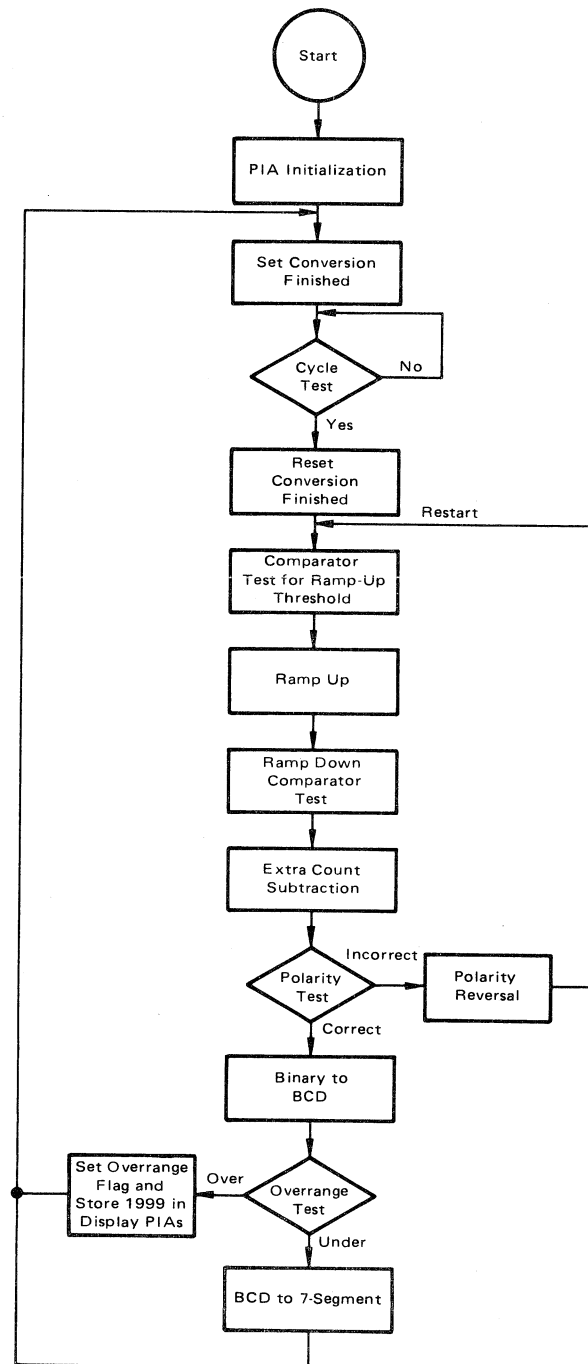 Start
PIA Initialization
Set Conversion
Finished
Cycle
Test
No
Yes
Reset
Conversion
Finished
Restart
Comparator
Test for Ramp-Up
Threshold
Ramp Up
Ramp Down
Comparator
Test
Extra Count
Subtraction
Polarity
Test
Incorrect
Polarity
Reversal
Correct
Binary to
BCD
Set Overrange
Flag and
Store 1999 in
Display PIAs
Over
Overrange
Test
Under
BCD to 7-Segment